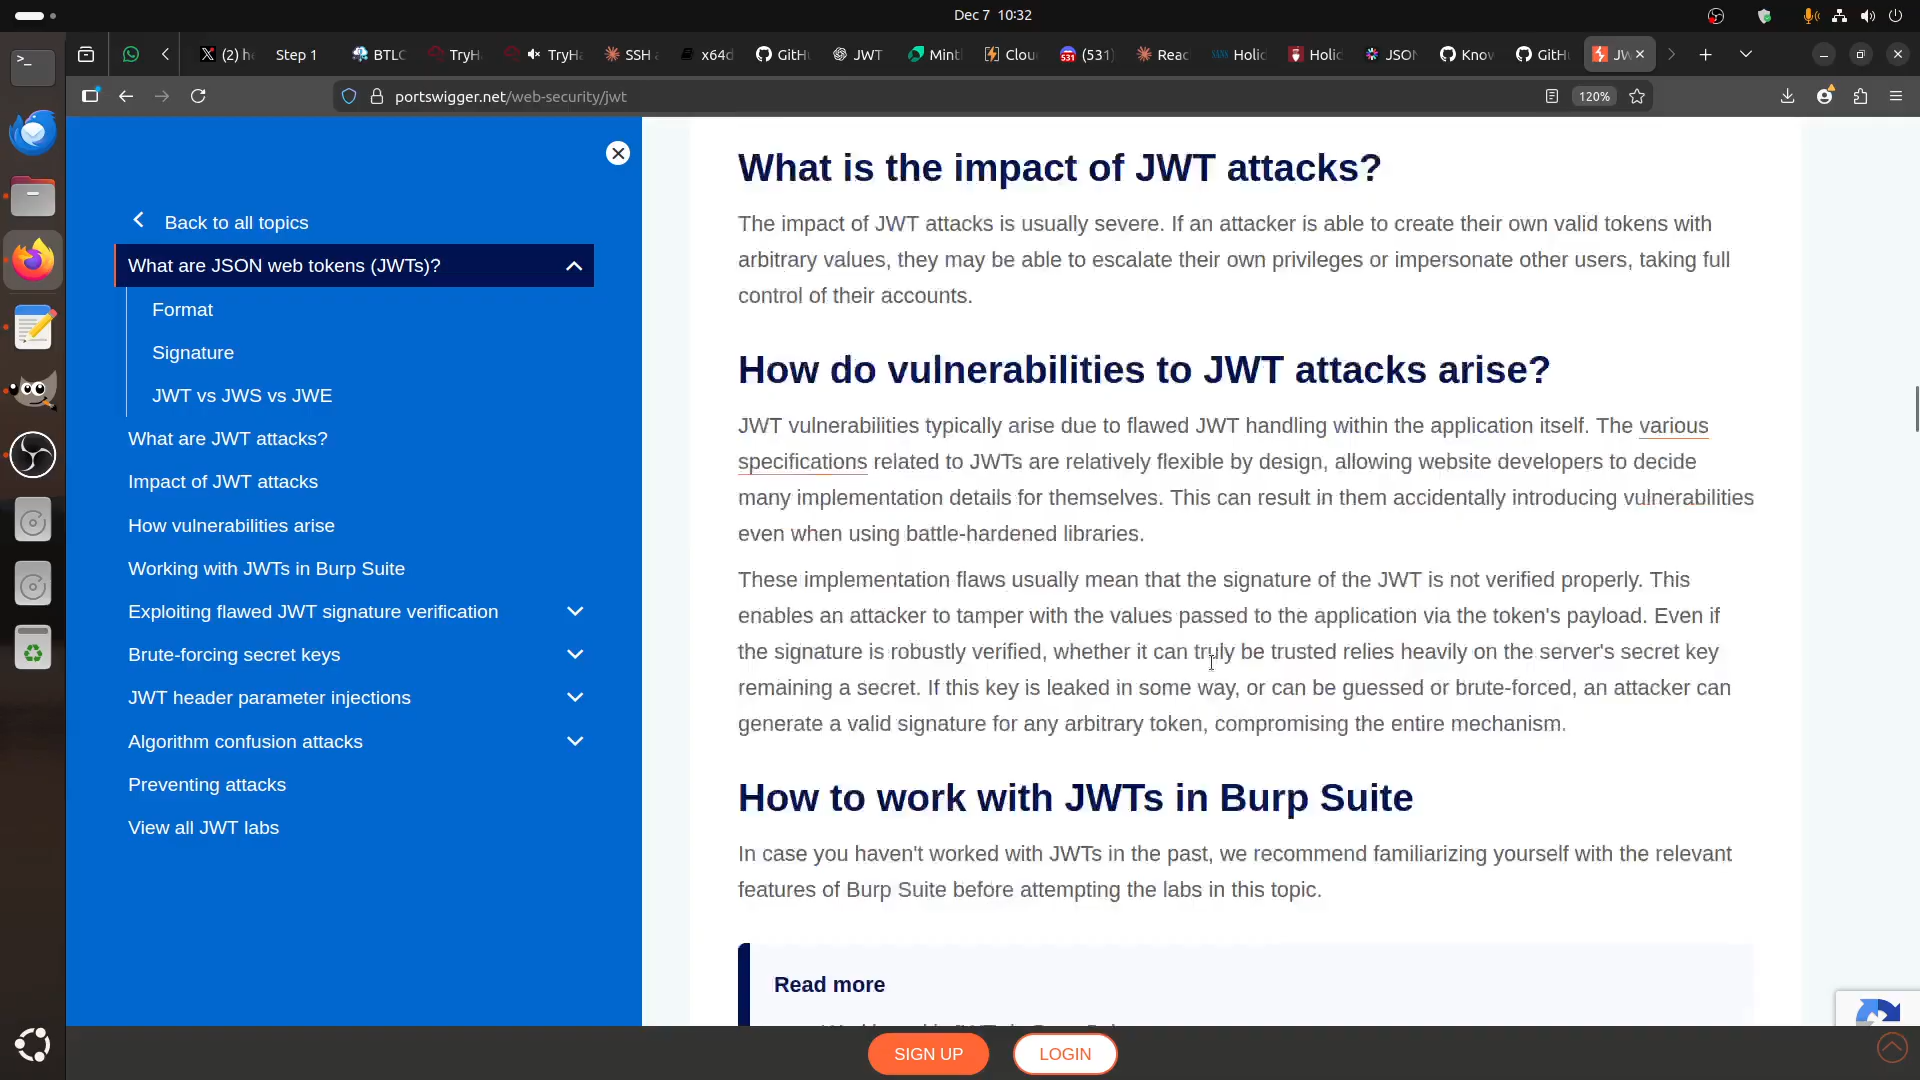 Dec 7 10:32
(2) h
Step 1
BTLC
TryH
TryHa
SSH
x64d
GitH
JWT
Mint
Clou
(531)
Reac
Holic
Holic
JSO
Know
GitH
JW
portswigger.net/web-security/jwt
120%
Back to all topics
What are JSON web tokens (JWTs)?
Format
Signature
JWT vs JWS vs JWE
What are JWT attacks?
Impact of JWT attacks
How vulnerabilities arise
Working with JWTs in Burp Suite
Exploiting flawed JWT signature verification
Brute-forcing secret keys
JWT header parameter injections
Algorithm confusion attacks
Preventing attacks
View all JWT labs
What is the impact of JWT attacks?
The impact of JWT attacks is usually severe. If an attacker is able to create their own valid tokens with
arbitrary values, they may be able to escalate their own privileges or impersonate other users, taking full
control of their accounts.
How do vulnerabilities to JWT attacks arise?
JWT vulnerabilities typically arise due to flawed JWT handling within the application itself. The various
specifications related to JWTs are relatively flexible by design, allowing website developers to decide
many implementation details for themselves. This can result in them accidentally introducing vulnerabilities
even when using battle-hardened libraries.
These implementation flaws usually mean that the signature of the JWT is not verified properly. This
enables an attacker to tamper with the values passed to the application via the token's payload. Even if
the signature is robustly verified, whether it can truly be trusted relies heavily on the server's secret key
remaining a secret. If this key is leaked in some way, or can be guessed or brute-forced, an attacker can
generate a valid signature for any arbitrary token, compromising the entire mechanism.
How to work with JWTs in Burp Suite
In case you haven't worked with JWTs in the past, we recommend familiarizing yourself with the relevant
features of Burp Suite before attempting the labs in this topic.
Read more
SIGN UP
LOGIN